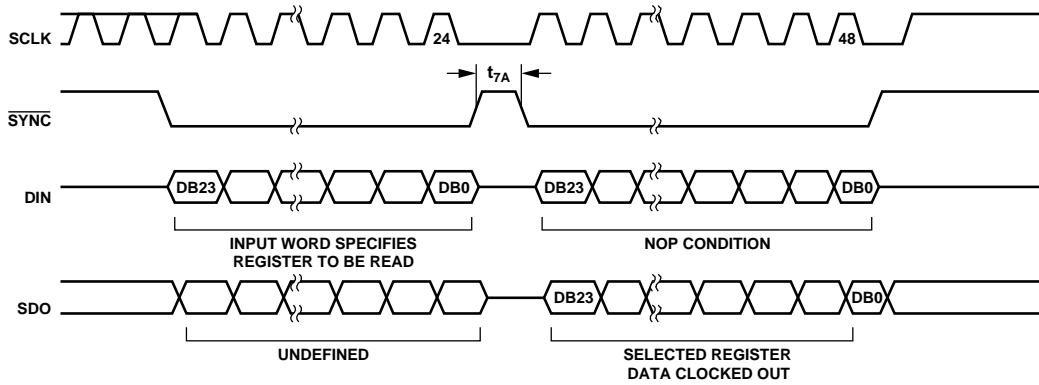 SCLK
24
48
t7A
SYNC
DIN
DB23
DB0
DB23
DB0
INPUT WORD SPECIFIES
REGISTER TO BE READ
NOP CONDITION
SDO
DB23
DB0
UNDEFINED
SELECTED REGISTER
DATA CLOCKED OUT